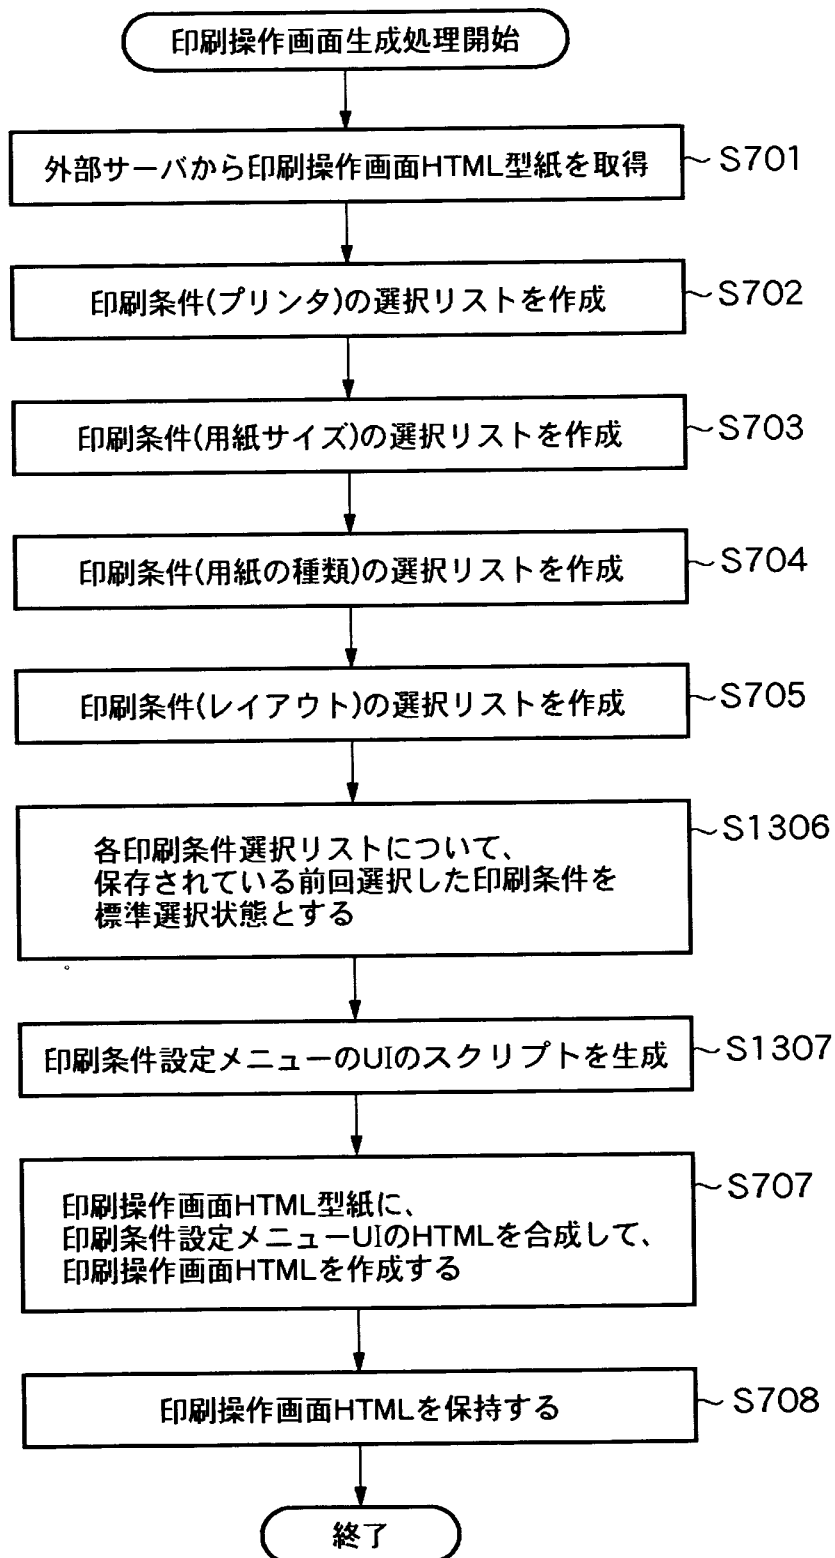 印刷操作画面生成処理開始
外部サーバから印刷操作画面HTML型紙を取得
S701
印刷条件(プリンタ)の選択リストを作成
S702
印刷条件(用紙サイズ)の選択リストを作成
S703
印刷条件(用紙の種類)の選択リストを作成
S704
印刷条件(レイアウト)の選択リストを作成
S705
各印刷条件選択リストについて、
保存されている前回選択した印刷条件を
標準選択状態とする
S1306
印刷条件設定メニューのUIのスクリプトを生成
S1307
印刷操作画面HTML型紙に、
印刷条件設定メニューUIのHTMLを合成して、
印刷操作画面HTMLを作成する
S707
印刷操作画面HTMLを保持する
S708
終了